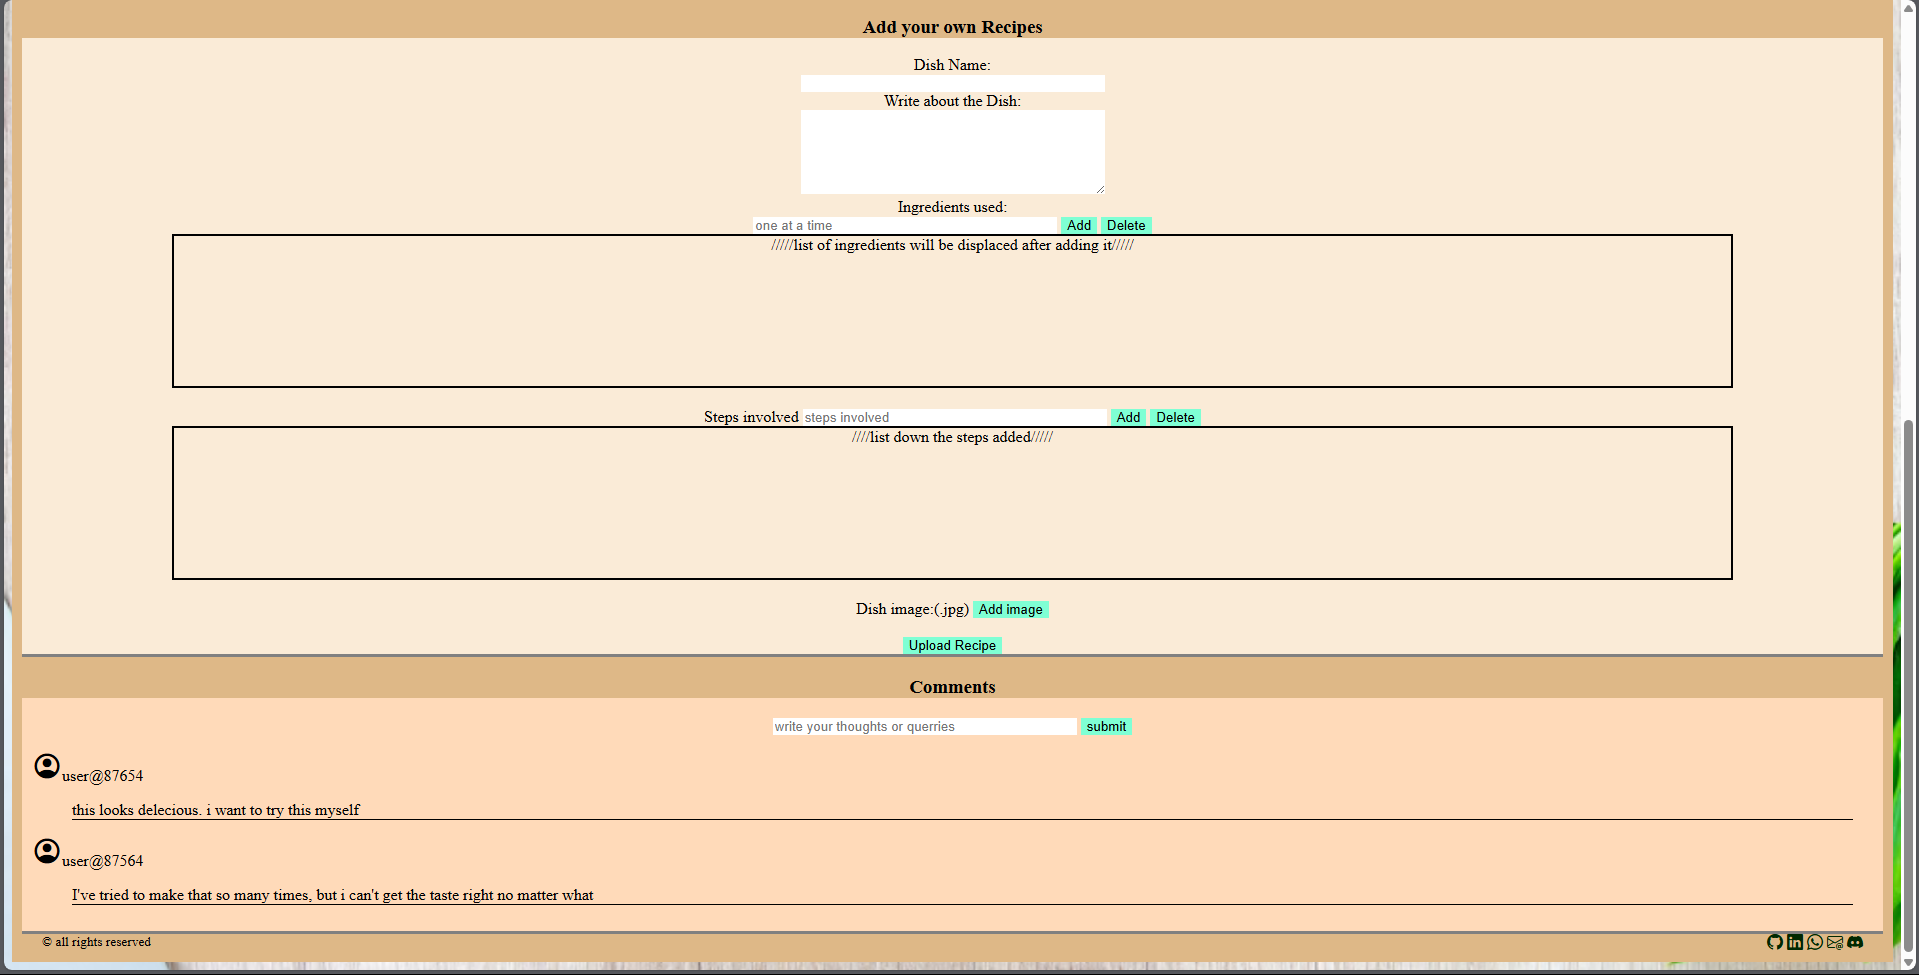 Add your own Recipes
Dish Name:
Write about the Dish:
Ingredients used:
one at a time Add Delete
/////list of ingredients will be displaced after adding it/////
Steps involved steps involved Add Delete
////list down the steps added/////
Dish image:(.jpg) Add image
Upload Recipe
Comments
write your thoughts or querries submit
user@87654
this looks delecious. i want to try this myself
user@87564
I've tried to make that so many times, but i can't get the taste right no matter what
© all rights reserved